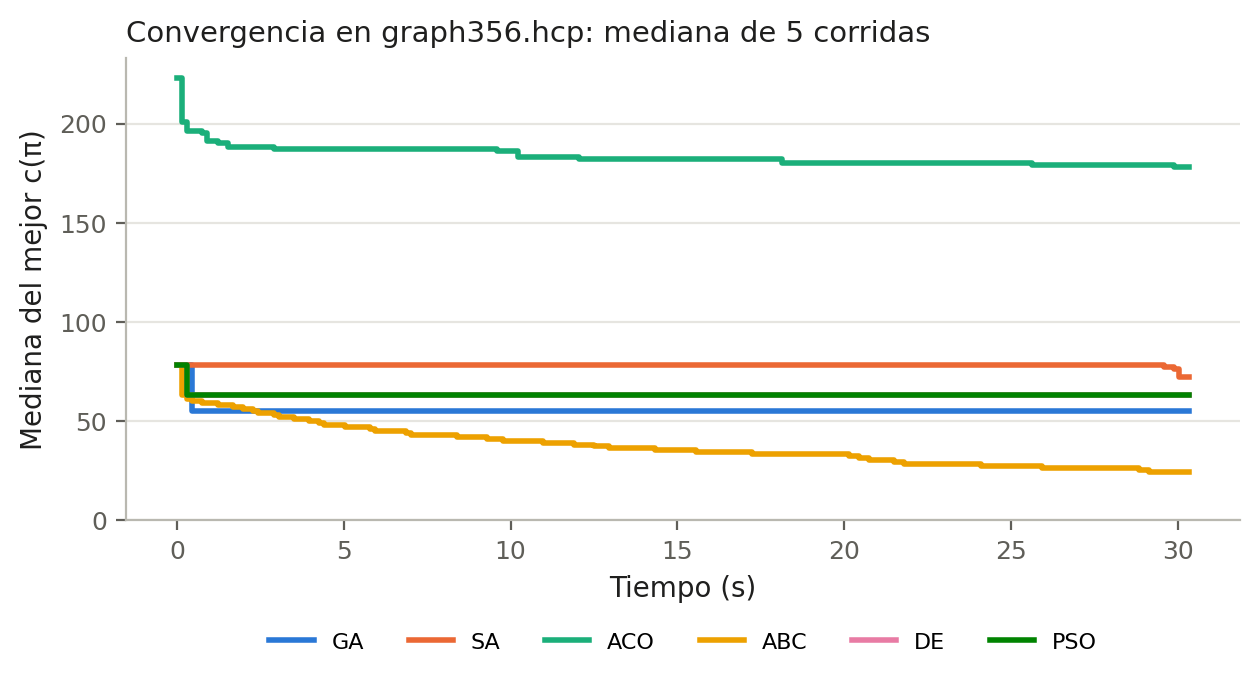 Convergencia en graph356.hcp: mediana de 5 corridas
Mediana del mejor c(π)
200
150
100
50
0
0 5 10 15 20 25 30
Tiempo (s)
GA SA ACO ABC DE PSO